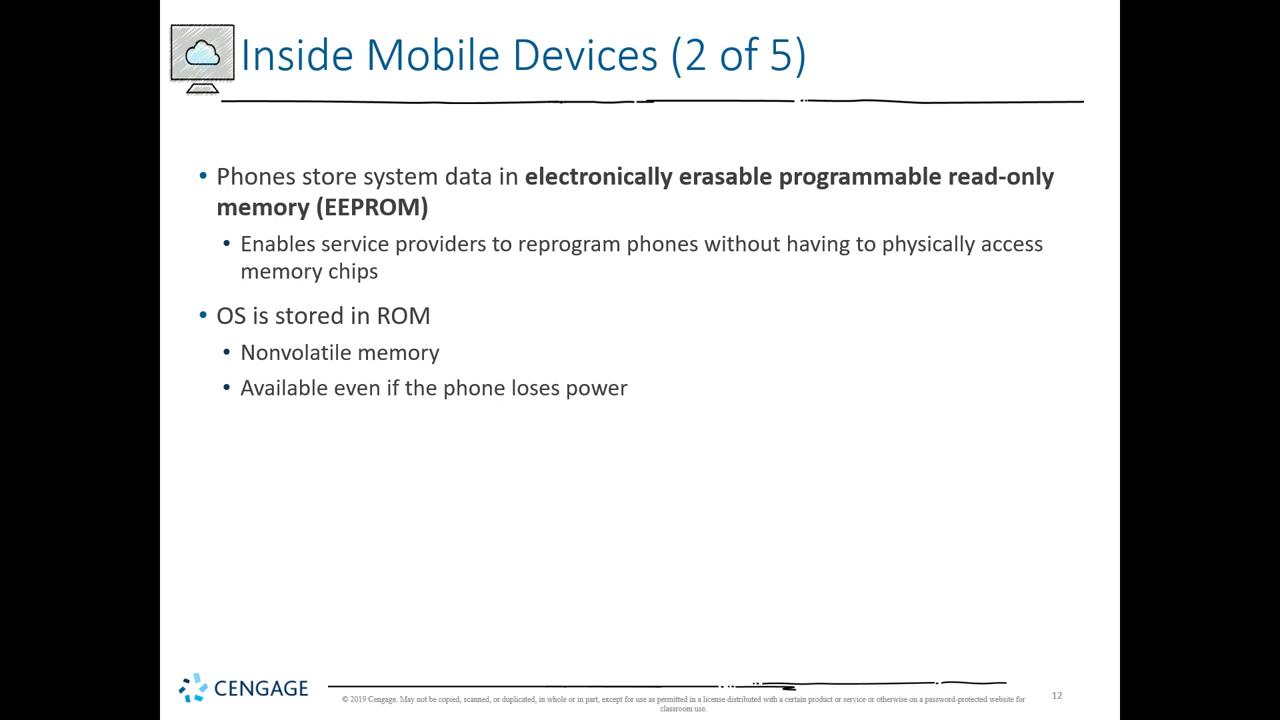 Inside Mobile Devices (2 of 5)
• Phones store system data in electronically erasable programmable read-only
memory (EEPROM)
• Enables service providers to reprogram phones without having to physically access
memory chips
• OS is stored in ROM
• Nonvolatile memory
• Available even if the phone loses power
CENGAGE
© 2019 Cengage. May not be copied, scanned, or duplicated, in whole or in part, except for use as permitted in a license distributed with a certain product or service or otherwise on a password-protected website for
classroom use.
12